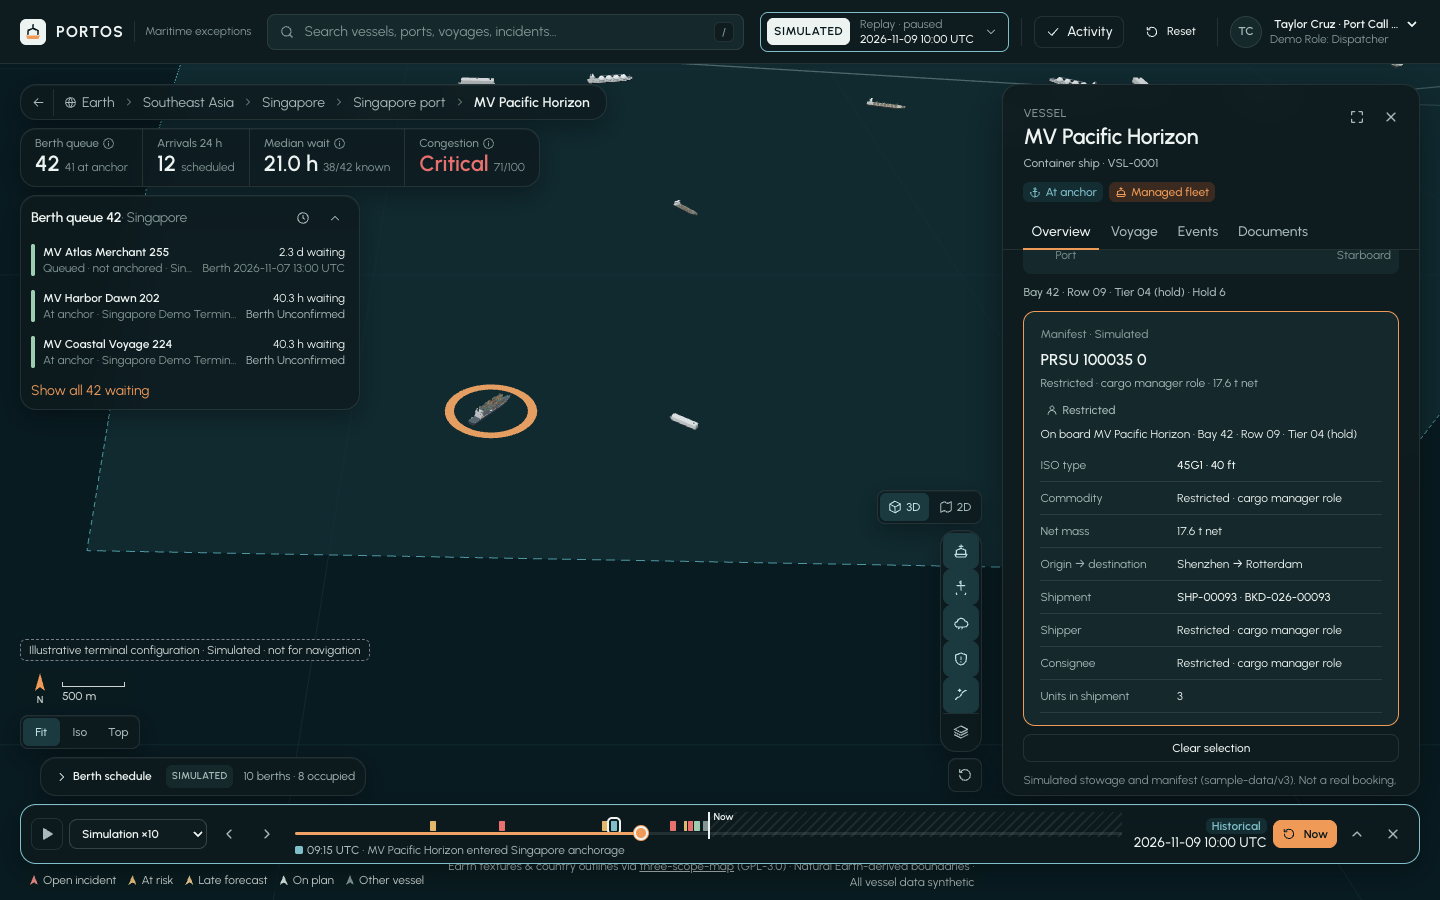 PORTOS
Maritime exceptions
Search vessels, ports, voyages, incidents...
/
SIMULATED
Replay · paused
2026-11-09 10:00 UTC
Activity
Reset
TC
Taylor Cruz · Port Call ...
Demo Role: Dispatcher
Earth
Southeast Asia
Singapore
Singapore port
MV Pacific Horizon
Berth queue
42 41 at anchor
Arrivals 24 h
12 scheduled
Median wait
21.0 h 38/42 known
Congestion
Critical 71/100
Berth queue 42 · Singapore
MV Atlas Merchant 255
2.3 d waiting
Queued · not anchored · Sin...
Berth 2026-11-07 13:00 UTC
MV Harbor Dawn 202
40.3 h waiting
At anchor · Singapore Demo Termin...
Berth Unconfirmed
MV Coastal Voyage 224
40.3 h waiting
At anchor · Singapore Demo Termin...
Berth Unconfirmed
Show all 42 waiting
3D
2D
Illustrative terminal configuration · Simulated · not for navigation
N
500 m
Fit
Iso
Top
Berth schedule
SIMULATED
10 berths · 8 occupied
VESSEL
MV Pacific Horizon
Container ship · VSL-0001
At anchor
Managed fleet
Overview
Voyage
Events
Documents
Port
Starboard
Bay 42 · Row 09 · Tier 04 (hold) · Hold 6
Manifest · Simulated
PRSU 100035 0
Restricted · cargo manager role · 17.6 t net
Restricted
On board MV Pacific Horizon · Bay 42 · Row 09 · Tier 04 (hold)
ISO type
45G1 · 40 ft
Commodity
Restricted · cargo manager role
Net mass
17.6 t net
Origin → destination
Shenzhen → Rotterdam
Shipment
SHP-00093 · BKD-026-00093
Shipper
Restricted · cargo manager role
Consignee
Restricted · cargo manager role
Units in shipment
3
Clear selection
Simulated stowage and manifest (sample-data/v3). Not a real booking.
Simulation ×10
Now
09:15 UTC · MV Pacific Horizon entered Singapore anchorage
Historical
2026-11-09 10:00 UTC
Now
Earth textures & country outlines via three-scope-map (GPL-3.0) · Natural Earth-derived boundaries ·
All vessel data synthetic
Open incident
At risk
Late forecast
On plan
Other vessel